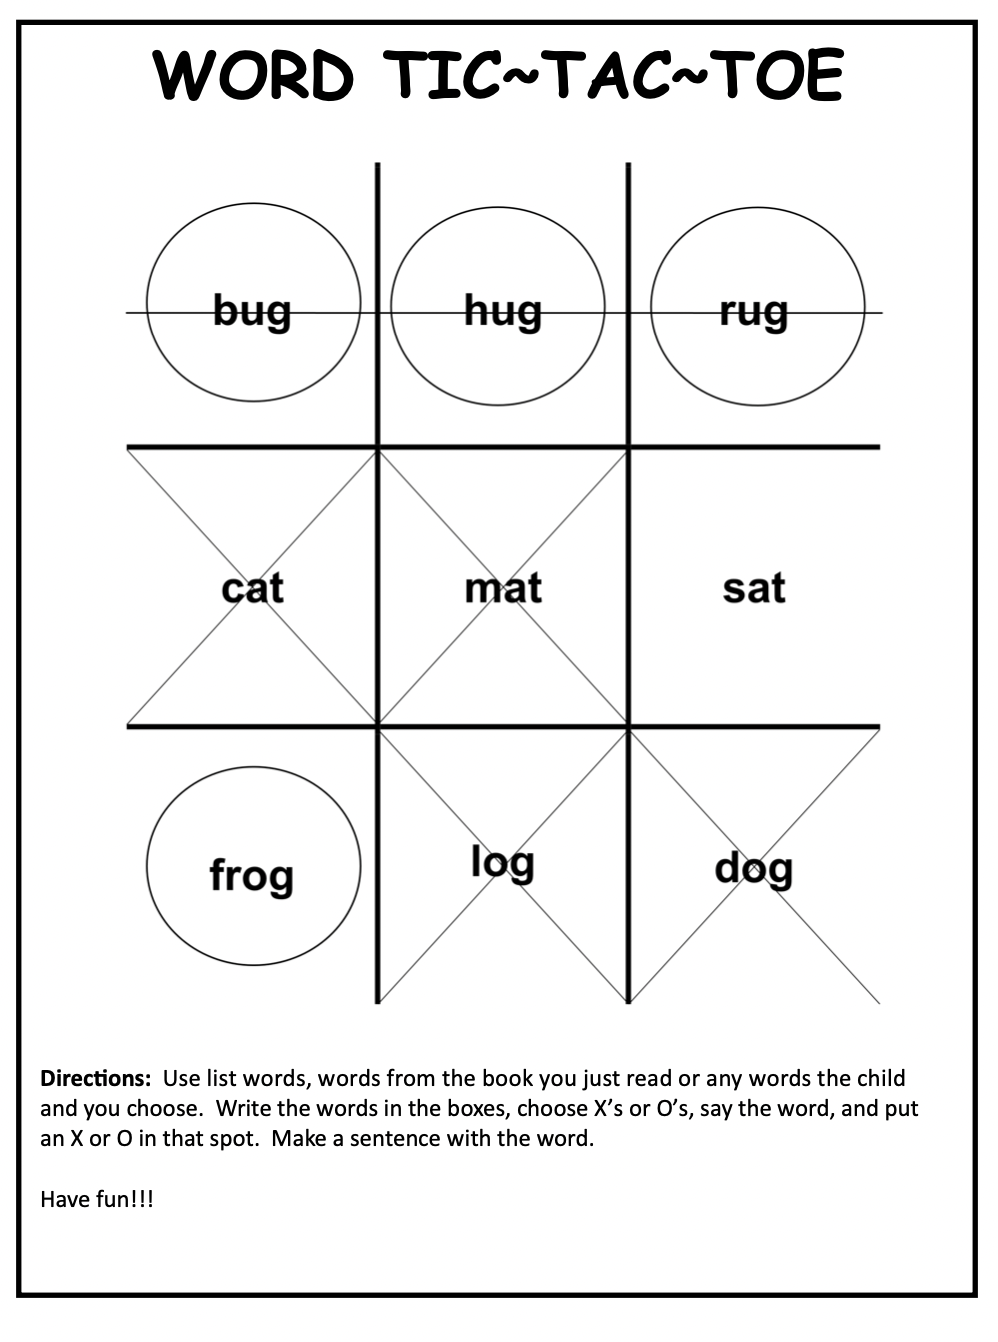 WORD TIC~TAC~TOE
bug hug rug
cat mat sat
frog log dog
Directions:  Use list words, words from the book you just read or any words the child
and you choose.  Write the words in the boxes, choose X’s or O’s, say the word, and put
an X or O in that spot.  Make a sentence with the word.
Have fun!!!